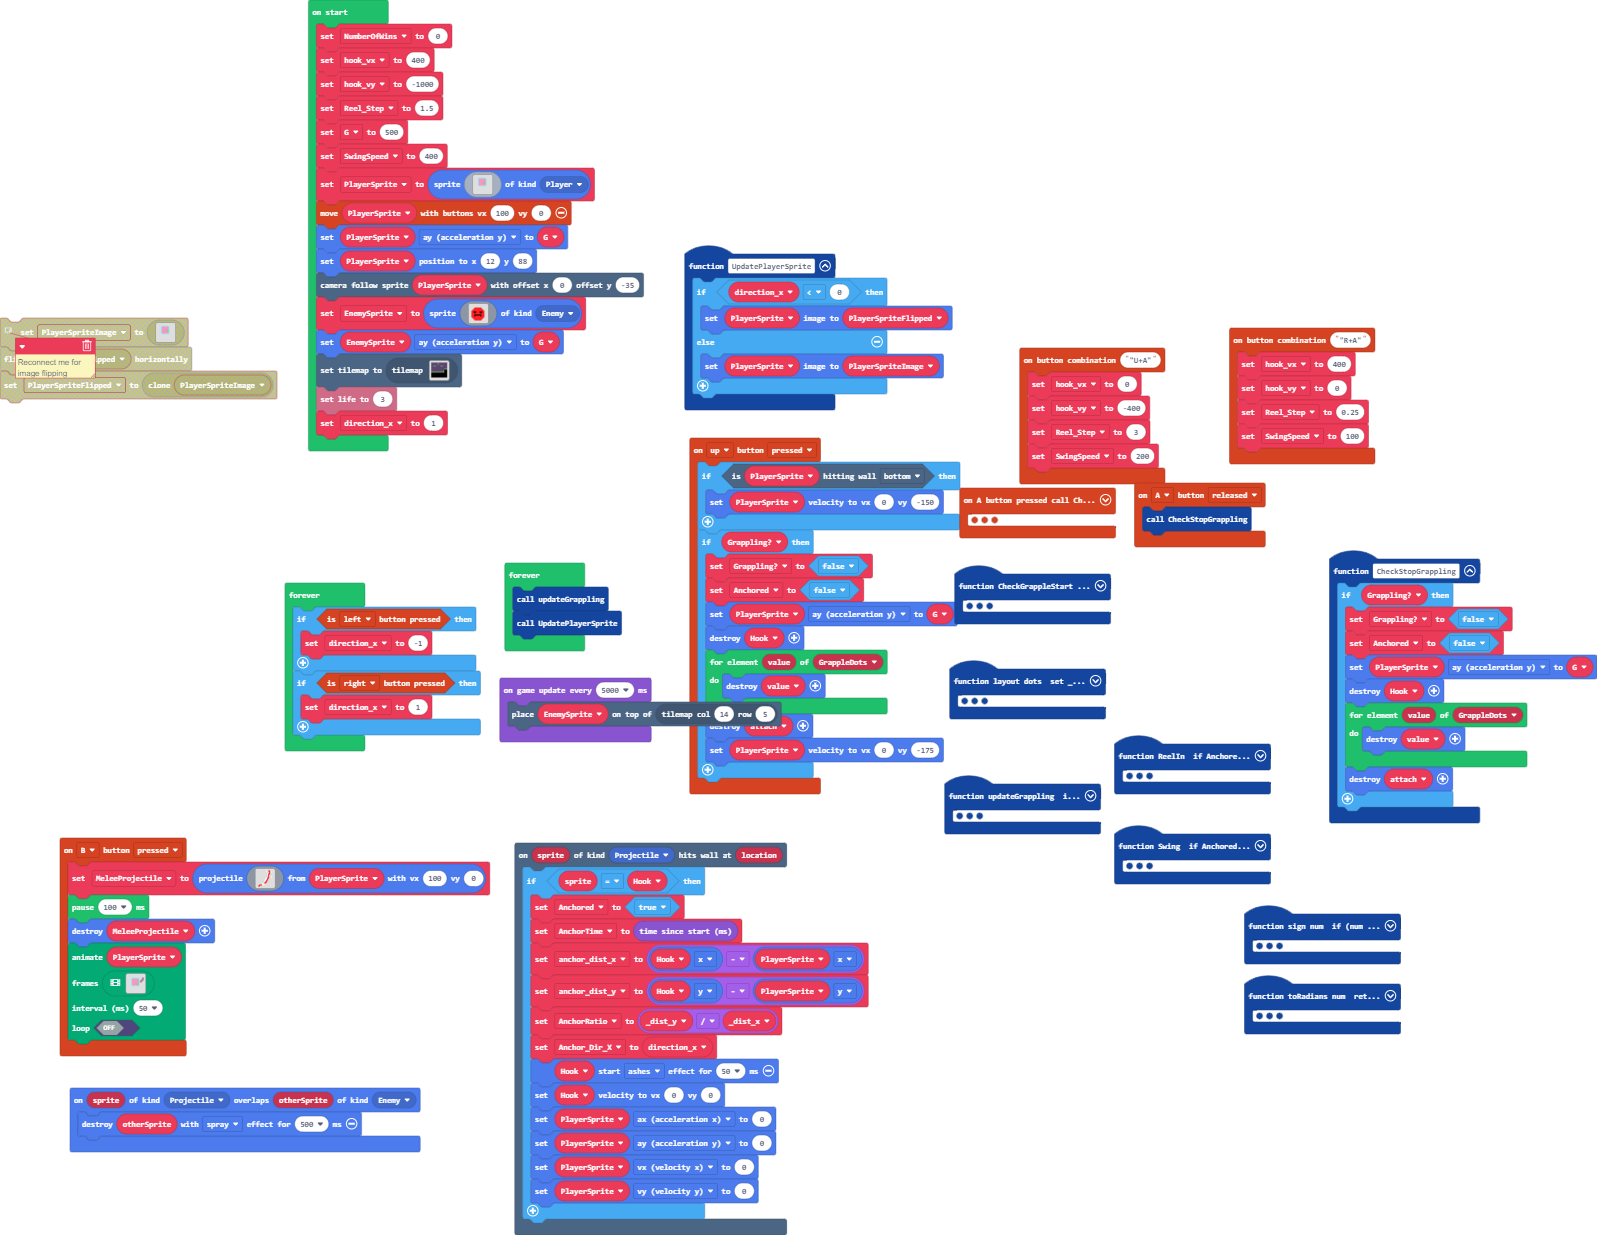 on start
set NumberOfWins to 0
set hook_vx to 400
set hook_vy to -1000
set Reel_Step to 1.5
set G to 500
set SwingSpeed to 400
set PlayerSprite to sprite of kind Player
move PlayerSprite with buttons vx 100 vy 0
set PlayerSprite ay (acceleration y) to G
set PlayerSprite position to x 12 y 88
camera follow sprite PlayerSprite with offset x 0 offset y -35
set EnemySprite to sprite of kind Enemy
set EnemySprite ay (acceleration y) to G
set tilemap to tilemap
set life to 3
set direction_x to 1
set PlayerSpriteImage to
Reconnect me for
image flipping
pped horizontally
set PlayerSpriteFlipped to clone PlayerSpriteImage
function UpdatePlayerSprite
if direction_x < 0 then
set PlayerSprite image to PlayerSpriteFlipped
else
set PlayerSprite image to PlayerSpriteImage
on button combination "U+A"
set hook_vx to 0
set hook_vy to -400
set Reel_Step to 3
set SwingSpeed to 200
on button combination "R+A"
set hook_vx to 400
set hook_vy to 0
set Reel_Step to 0.25
set SwingSpeed to 100
on up button pressed
if is PlayerSprite hitting wall bottom then
set PlayerSprite velocity to vx 0 vy -150
if Grappling? then
set Grappling? to false
set Anchored to false
set PlayerSprite ay (acceleration y) to G
destroy Hook
for element value of GrappleDots
do destroy value
destroy attach
set PlayerSprite velocity to vx 0 vy -175
on A button pressed call Ch...
on A button released
call CheckStopGrappling
forever
if is left button pressed then
set direction_x to -1
if is right button pressed then
set direction_x to 1
forever
call updateGrappling
call UpdatePlayerSprite
on game update every 5000 ms
place EnemySprite on top of tilemap col 14 row 5
function CheckGrappleStart ...
function layout dots set _...
function updateGrappling i...
function ReelIn if Anchore...
function Swing if Anchored...
function sign num if (num ...
function toRadians num ret...
function CheckStopGrappling
if Grappling? then
set Grappling? to false
set Anchored to false
set PlayerSprite ay (acceleration y) to G
destroy Hook
for element value of GrappleDots
do destroy value
destroy attach
on B button pressed
set MeleeProjectile to projectile from PlayerSprite with vx 100 vy 0
pause 100 ms
destroy MeleeProjectile
animate PlayerSprite
frames
interval (ms) 50
loop OFF
on sprite of kind Projectile overlaps otherSprite of kind Enemy
destroy otherSprite with spray effect for 500 ms
on sprite of kind Projectile hits wall at location
if sprite = Hook then
set Anchored to true
set AnchorTime to time since start (ms)
set anchor_dist_x to Hook x - PlayerSprite x
set anchor_dist_y to Hook y - PlayerSprite y
set AnchorRatio to _dist_y / _dist_x
set Anchor_Dir_X to direction_x
Hook start ashes effect for 50 ms
set Hook velocity to vx 0 vy 0
set PlayerSprite ax (acceleration x) to 0
set PlayerSprite ay (acceleration y) to 0
set PlayerSprite vx (velocity x) to 0
set PlayerSprite vy (velocity y) to 0